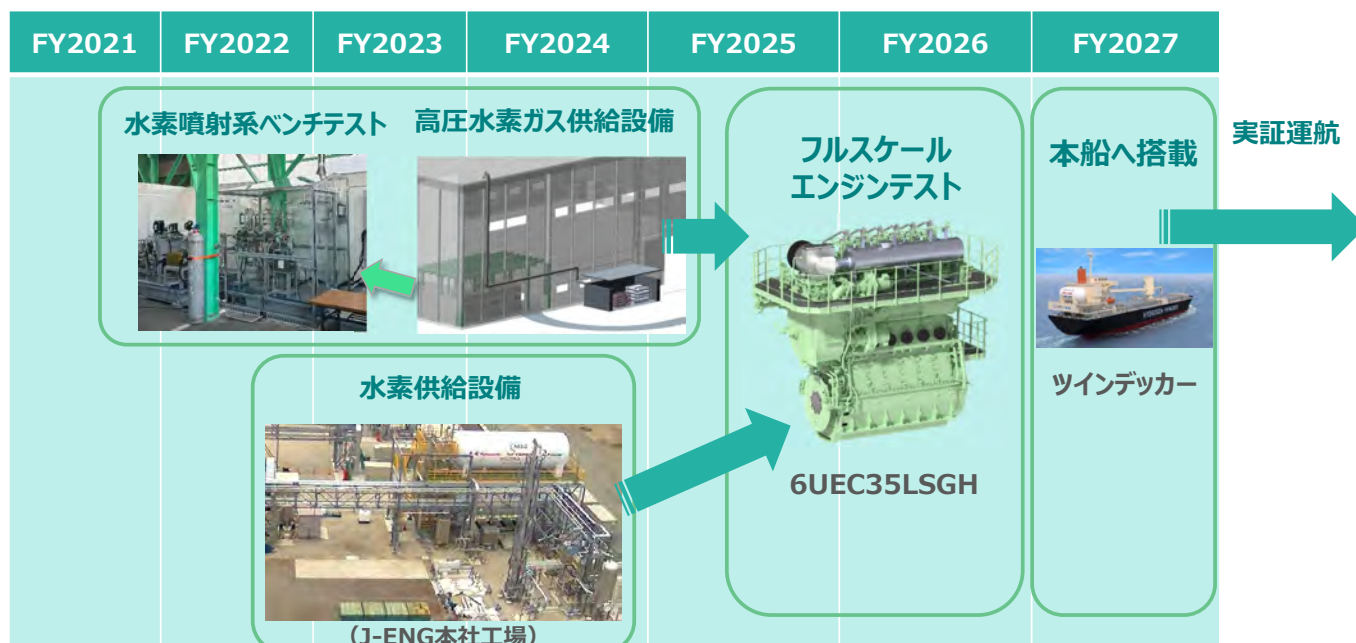 FY2021 FY2022 FY2023 FY2024 FY2025 FY2026 FY2027
水素噴射系ベンチテスト
高圧水素ガス供給設備
フルスケール
エンジンテスト
本船へ搭載
実証運航
ツインデッカー
水素供給設備
6UEC35LSGH
(J-ENG本社工場)